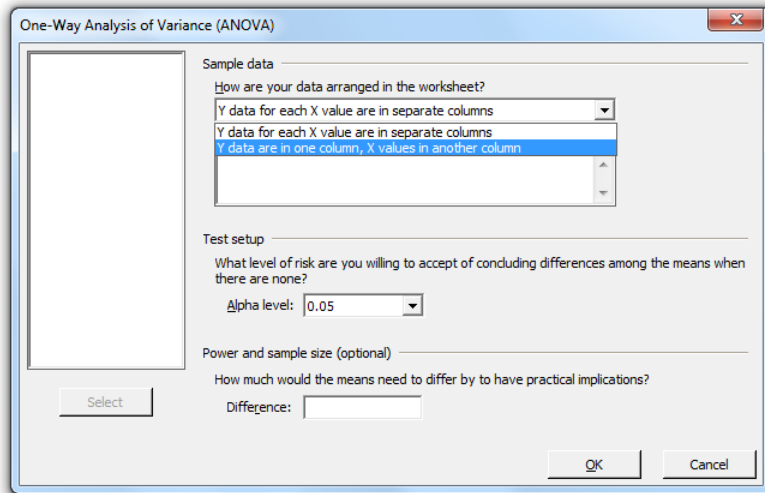 One-Way Analysis of Variance (ANOVA)
Sample data
How are your data arranged in the worksheet?
Y data for each X value are in separate columns
Y data for each X value are in separate columns
Y data are in one column, X values in another column
Test setup
What level of risk are you willing to accept of concluding differences among the means when
there are none?
Alpha level: 0.05
Power and sample size (optional)
How much would the means need to differ by to have practical implications?
Select
Difference:
OK Cancel